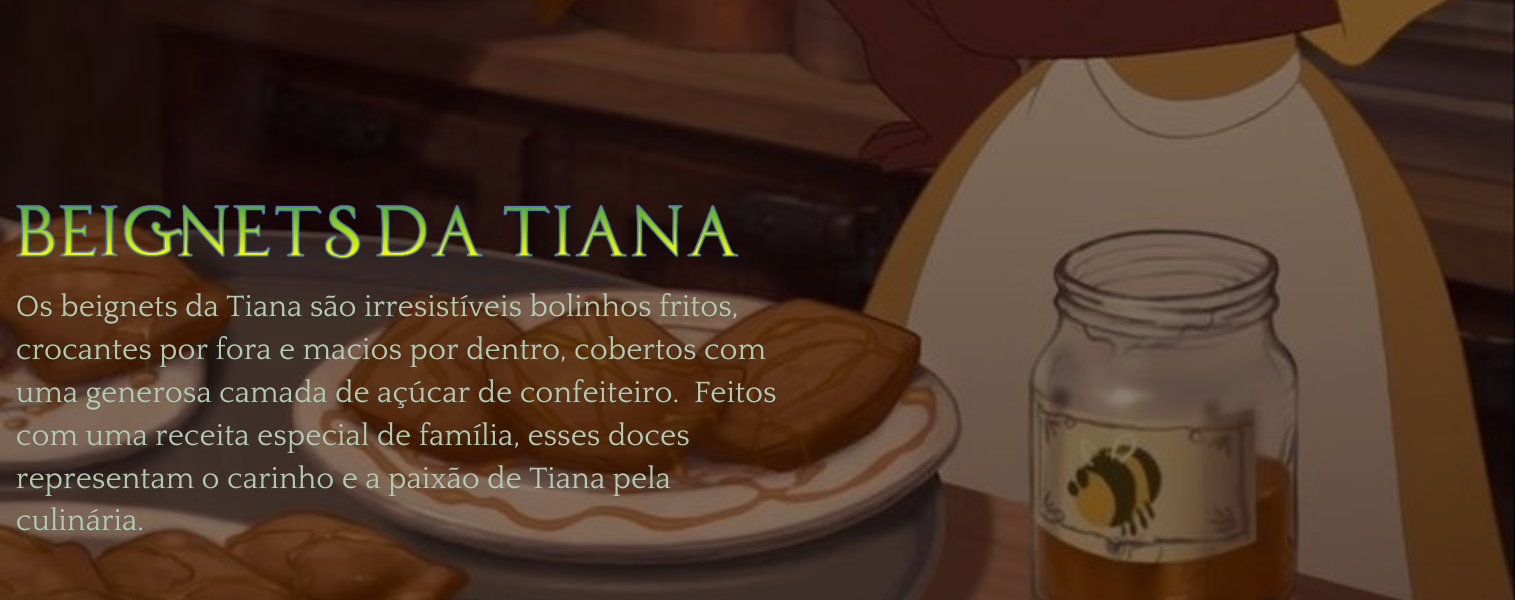 BEIGNETS DA TIANA
Os beignets da Tiana são irresistíveis bolinhos fritos,
crocantes por fora e macios por dentro, cobertos com
uma generosa camada de açúcar de confeiteiro.  Feitos
com uma receita especial de família, esses doces
representam o carinho e a paixão de Tiana pela
culinária.